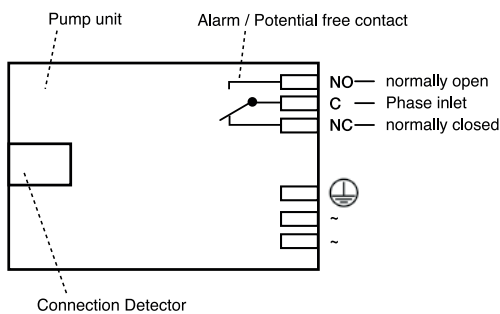 Pump unit
Alarm / Potential free contact
NO — normally open
C — Phase inlet
NC — normally closed
~
~
Connection Detector